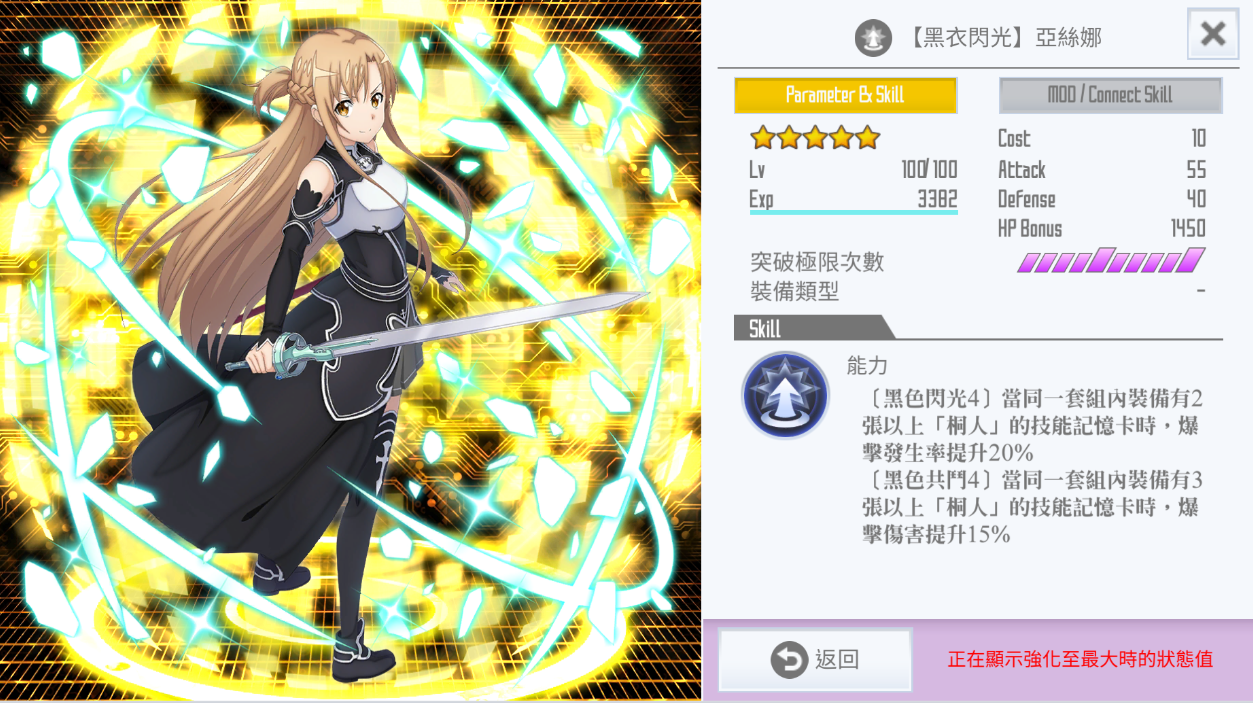 【黑衣閃光】亞絲娜
Parameter & Skill
MOD / Connect Skill
Lv 100/100
Exp 3382
Cost 10
Attack 55
Defense 40
HP Bonus 1450
突破極限次數
裝備類型 -
Skill
能力
〔黑色閃光4〕當同一套組內裝備有2
張以上「桐人」的技能記憶卡時，爆
擊發生率提升20%
〔黑色共鬥4〕當同一套組內裝備有3
張以上「桐人」的技能記憶卡時，爆
擊傷害提升15%
返回
正在顯示強化至最大時的狀態值